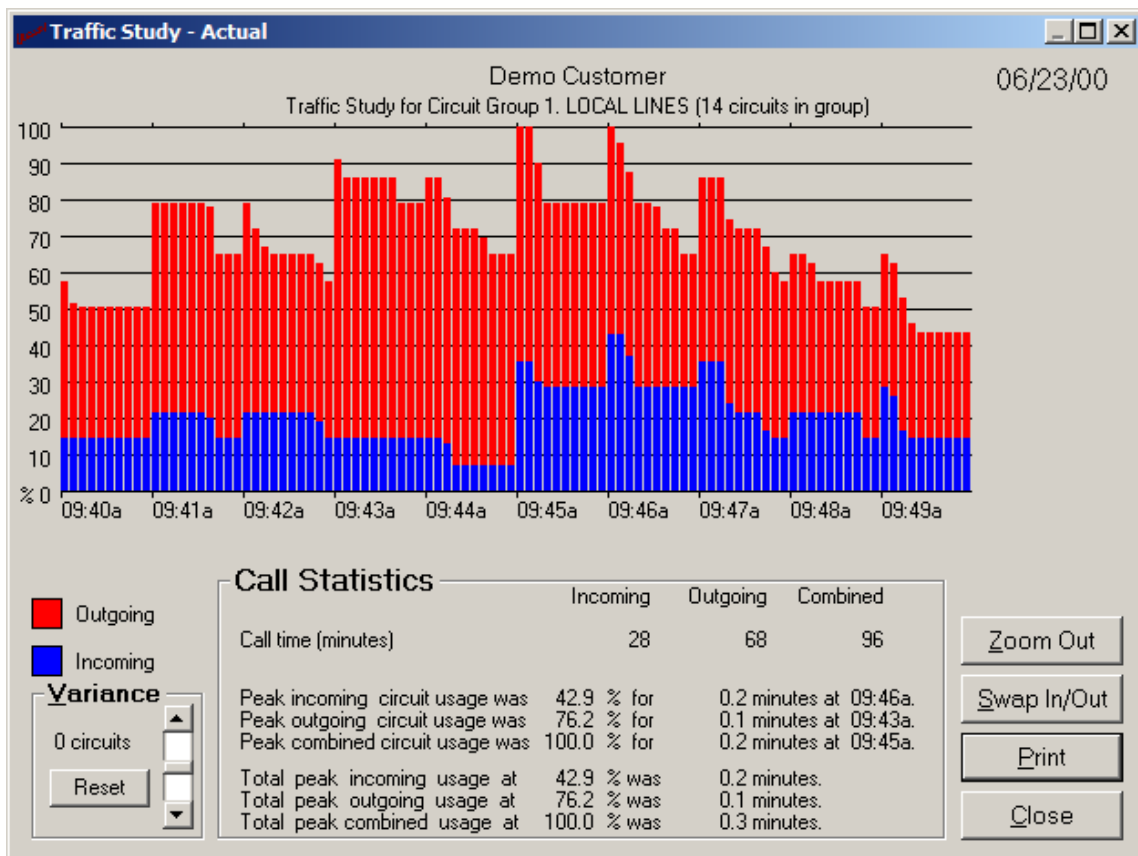 Traffic Study - Actual
Demo Customer
06/23/00
Traffic Study for Circuit Group 1. LOCAL LINES (14 circuits in group)
100
90
80
70
60
50
40
30
20
10
% 0
09:40a 09:41a 09:42a 09:43a 09:44a 09:45a 09:46a 09:47a 09:48a 09:49a
Outgoing
Incoming
Variance
0 circuits
Reset
Call Statistics
Incoming Outgoing Combined
Call time (minutes) 28 68 96
Peak incoming circuit usage was 42.9 % for 0.2 minutes at 09:46a.
Peak outgoing circuit usage was 76.2 % for 0.1 minutes at 09:43a.
Peak combined circuit usage was 100.0 % for 0.2 minutes at 09:45a.
Total peak incoming usage at 42.9 % was 0.2 minutes.
Total peak outgoing usage at 76.2 % was 0.1 minutes.
Total peak combined usage at 100.0 % was 0.3 minutes.
Zoom Out
Swap In/Out
Print
Close